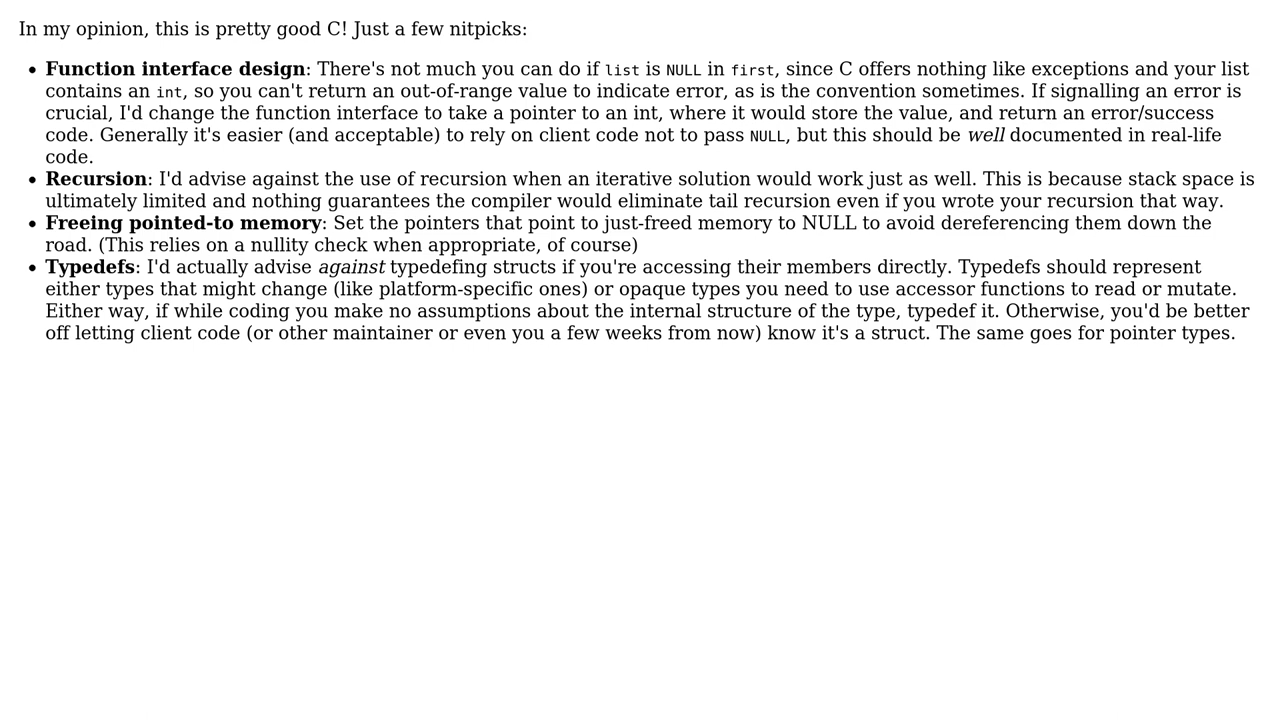 In my opinion, this is pretty good C! Just a few nitpicks:
• Function interface design: There's not much you can do if list is NULL in first, since C offers nothing like exceptions and your list
contains an int, so you can't return an out-of-range value to indicate error, as is the convention sometimes. If signalling an error is
crucial, I'd change the function interface to take a pointer to an int, where it would store the value, and return an error/success
code. Generally it's easier (and acceptable) to rely on client code not to pass NULL, but this should be well documented in real-life
code.
• Recursion: I'd advise against the use of recursion when an iterative solution would work just as well. This is because stack space is
ultimately limited and nothing guarantees the compiler would eliminate tail recursion even if you wrote your recursion that way.
• Freeing pointed-to memory: Set the pointers that point to just-freed memory to NULL to avoid dereferencing them down the
road. (This relies on a nullity check when appropriate, of course)
• Typedefs: I'd actually advise against typedefing structs if you're accessing their members directly. Typedefs should represent
either types that might change (like platform-specific ones) or opaque types you need to use accessor functions to read or mutate.
Either way, if while coding you make no assumptions about the internal structure of the type, typedef it. Otherwise, you'd be better
off letting client code (or other maintainer or even you a few weeks from now) know it's a struct. The same goes for pointer types.